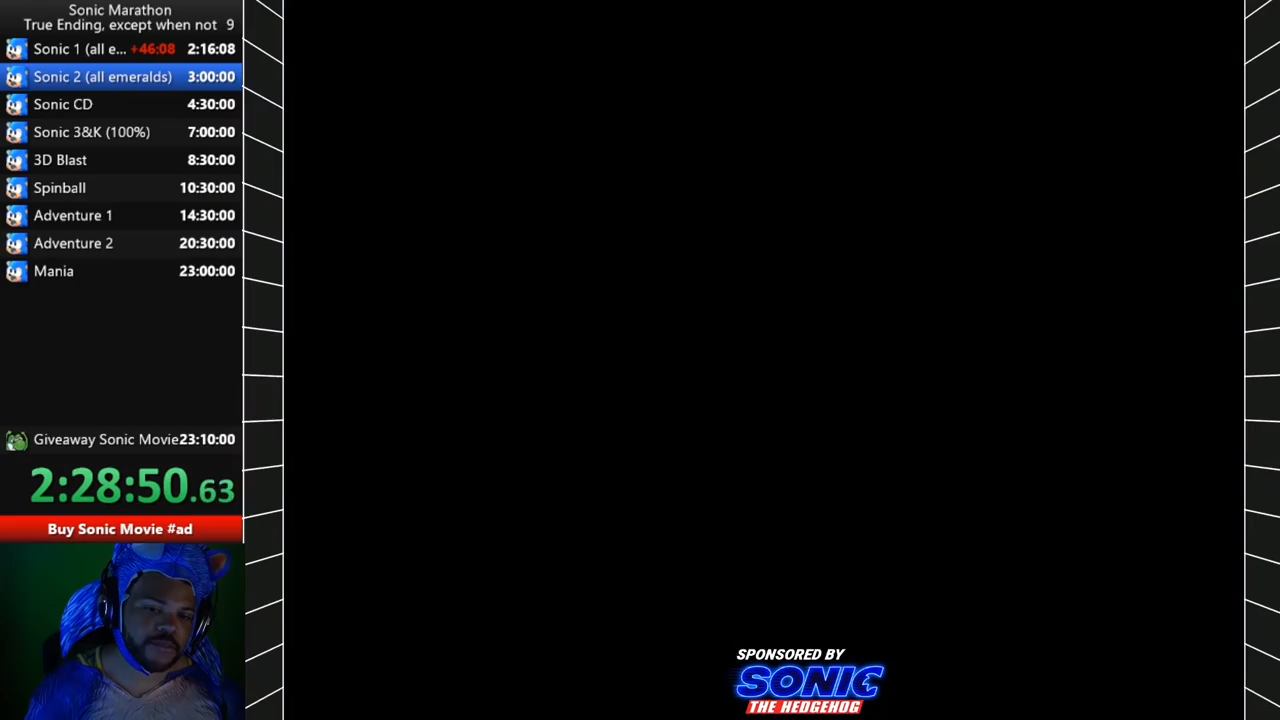 Sonic Marathon
True Ending, except when not 9
Sonic 1 (all e... +46:08 2:16:08
Sonic 2 (all emeralds) 3:00:00
Sonic CD 4:30:00
Sonic 3&K (100%) 7:00:00
3D Blast 8:30:00
Spinball 10:30:00
Adventure 1 14:30:00
Adventure 2 20:30:00
Mania 23:00:00
Giveaway Sonic Movie 23:10:00
2:28:50.63
Buy Sonic Movie #ad
SPONSORED BY
SONIC
THE HEDGEHOG